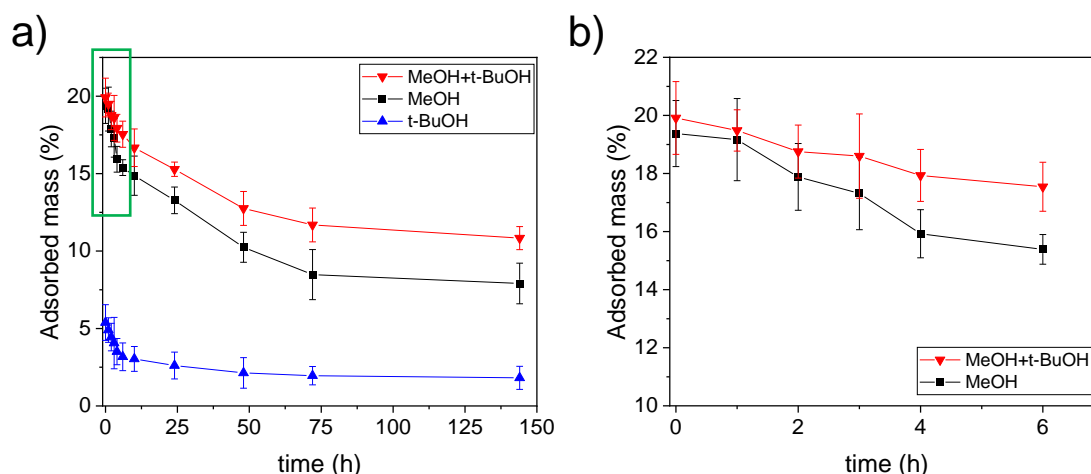 a)
Adsorbed mass (%)
20
15
10
5
0
0 25 50 75 100 125 150
time (h)
MeOH+t-BuOH
MeOH
t-BuOH
b)
Adsorbed mass (%)
22
20
18
16
14
12
10
0 2 4 6
time (h)
MeOH+t-BuOH
MeOH